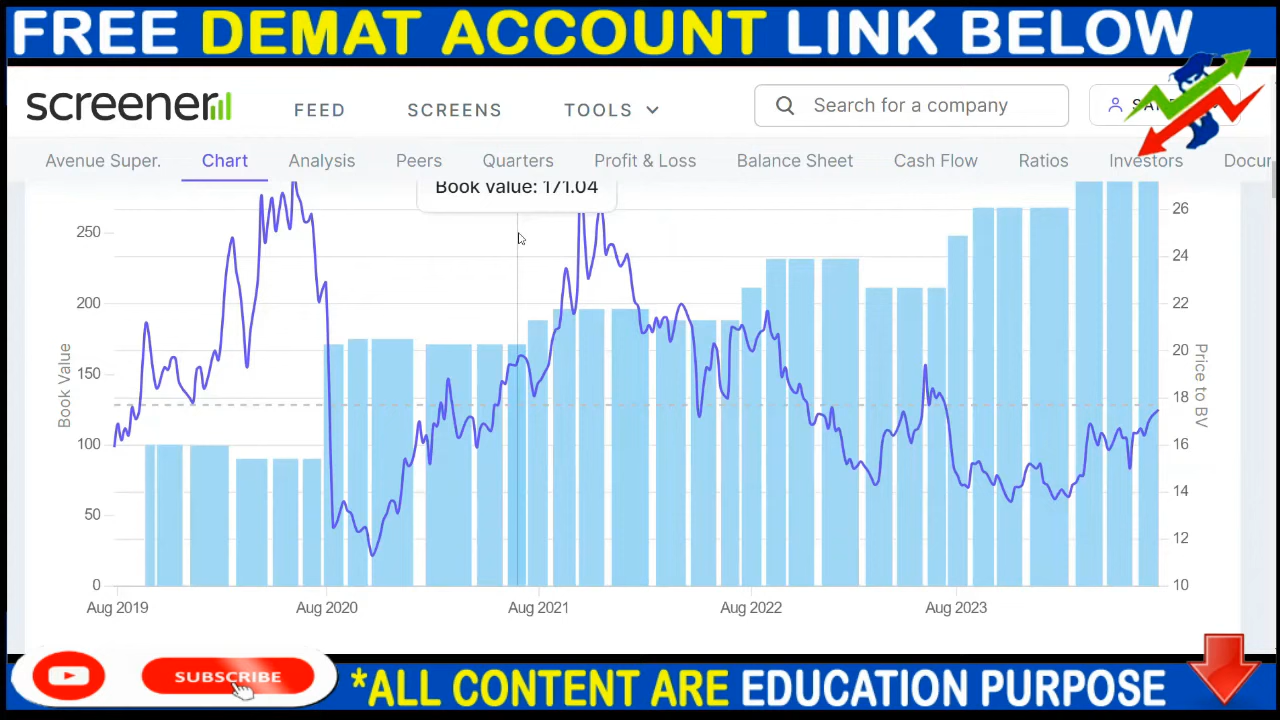 FREE DEMAT ACCOUNT LINK BELOW
screener
FEED
SCREENS
TOOLS
Search for a company
Avenue Super.
Chart
Analysis
Peers
Quarters
Profit & Loss
Balance Sheet
Cash Flow
Ratios
Investors
Book value: 171.04
250
200
150
100
50
0
Book Value
26
24
22
20
18
16
14
12
10
Price to BV
Aug 2019
Aug 2020
Aug 2021
Aug 2022
Aug 2023
SUBSCRIBE
*ALL CONTENT ARE EDUCATION PURPOSE